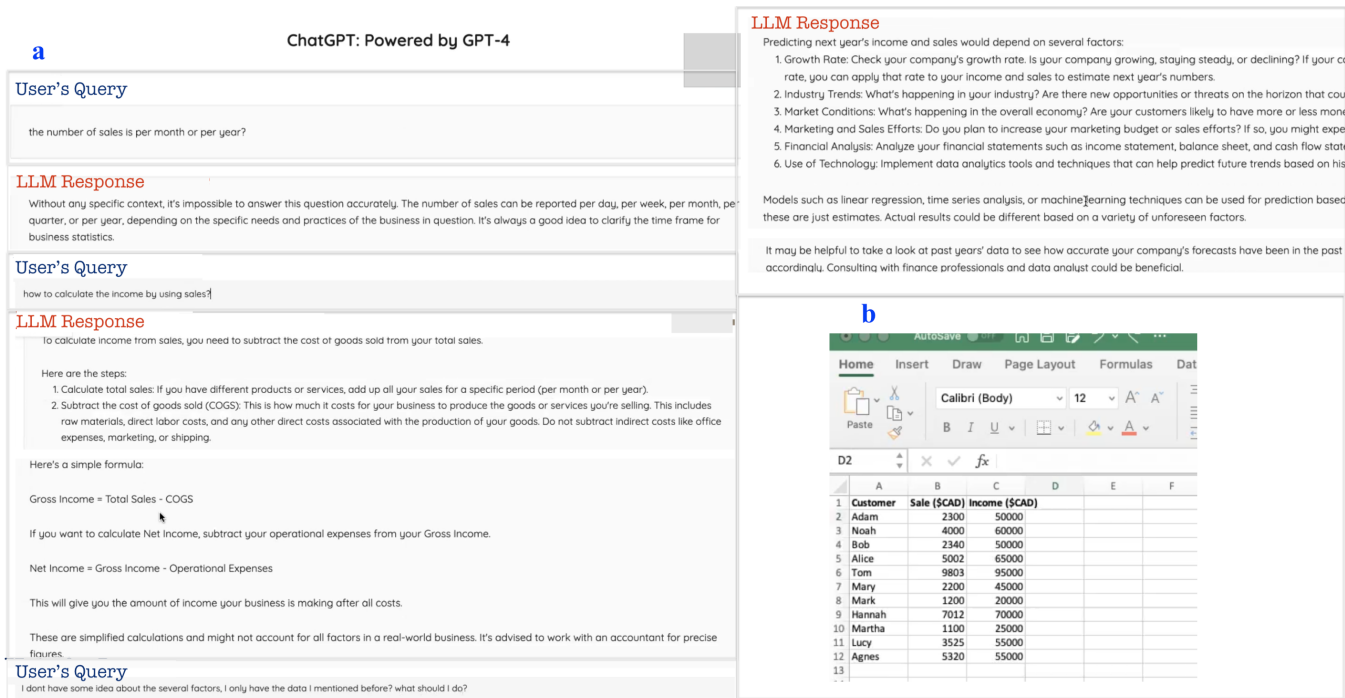 ChatGPT: Powered by GPT-4
a
User's Query
the number of sales is per month or per year?
LLM Response
Without any specific context, it's impossible to answer this question accurately. The number of sales can be reported per day, per week, per month, per
quarter, or per year, depending on the specific needs and practices of the business in question. It's always a good idea to clarify the time frame for
business statistics.
User's Query
how to calculate the income by using sales?
LLM Response
To calculate income from sales, you need to subtract the cost of goods sold from your total sales.
Here are the steps:
1. Calculate total sales: If you have different products or services, add up all your sales for a specific period (per month or per year).
2. Subtract the cost of goods sold (COGS): This is how much it costs for your business to produce the goods or services you're selling. This includes
raw materials, direct labor costs, and any other direct costs associated with the production of your goods. Do not subtract indirect costs like office
expenses, marketing, or shipping.
Here's a simple formula:
Gross Income = Total Sales - COGS
If you want to calculate Net Income, subtract your operational expenses from your Gross Income.
Net Income = Gross Income - Operational Expenses
This will give you the amount of income your business is making after all costs.
These are simplified calculations and might not account for all factors in a real-world business. It's advised to work with an accountant for precise
figures.
User's Query
I dont have some idea about the several factors, I only have the data I mentioned before? what should I do?
LLM Response
Predicting next year's income and sales would depend on several factors:
1. Growth Rate: Check your company's growth rate. Is your company growing, staying steady, or declining? If your
rate, you can apply that rate to your income and sales to estimate next year's numbers.
2. Industry Trends: What's happening in your industry? Are there new opportunities or threats on the horizon that
3. Market Conditions: What's happening in the overall economy? Are your customers likely to have more or less
4. Marketing and Sales Efforts: Do you plan to increase your marketing budget or sales efforts? If so, you might
5. Financial Analysis: Analyze your financial statements such as income statement, balance sheet, and cash flow
6. Use of Technology: Implement data analytics tools and techniques that can help predict future trends based on
Models such as linear regression, time series analysis, or machine learning techniques can be used for prediction based
these are just estimates. Actual results could be different based on a variety of unforeseen factors.
It may be helpful to take a look at past years' data to see how accurate your company's forecasts have been in the past
accordingly. Consulting with finance professionals and data analyst could be beneficial.
b
AutoSave
Home Insert Draw Page Layout Formulas Dat
Paste Calibri (Body) 12 A A
B I U A
D2 fx
A B C D E F
1 Customer Sale ($CAD) Income ($CAD)
2 Adam 2300 50000
3 Noah 4000 60000
4 Bob 2340 50000
5 Alice 5002 65000
6 Tom 9803 95000
7 Mary 2200 45000
8 Mark 1200 20000
9 Hannah 7012 70000
10 Martha 1100 25000
11 Lucy 3525 55000
12 Agnes 5320 55000
13